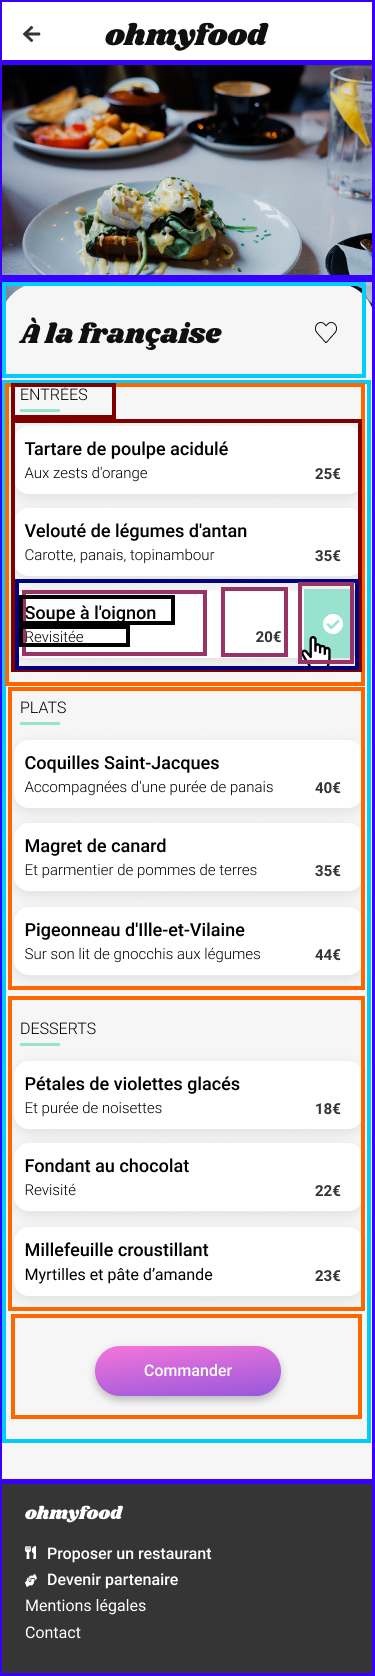 ohmyfood
À la française
ENTRÉES
Tartare de poulpe acidulé
Aux zests d'orange
25€
Velouté de légumes d'antan
Carotte, panais, topinambour
35€
Soupe à l'oignon
Revisitée
20€
PLATS
Coquilles Saint-Jacques
Accompagnées d'une purée de panais
40€
Magret de canard
Et parmentier de pommes de terres
35€
Pigeonneau d'Ille-et-Vilaine
Sur son lit de gnocchis aux légumes
44€
DESSERTS
Pétales de violettes glacés
Et purée de noisettes
18€
Fondant au chocolat
Revisité
22€
Millefeuille croustillant
Myrtilles et pâte d’amande
23€
Commander
ohmyfood
Proposer un restaurant
Devenir partenaire
Mentions légales
Contact